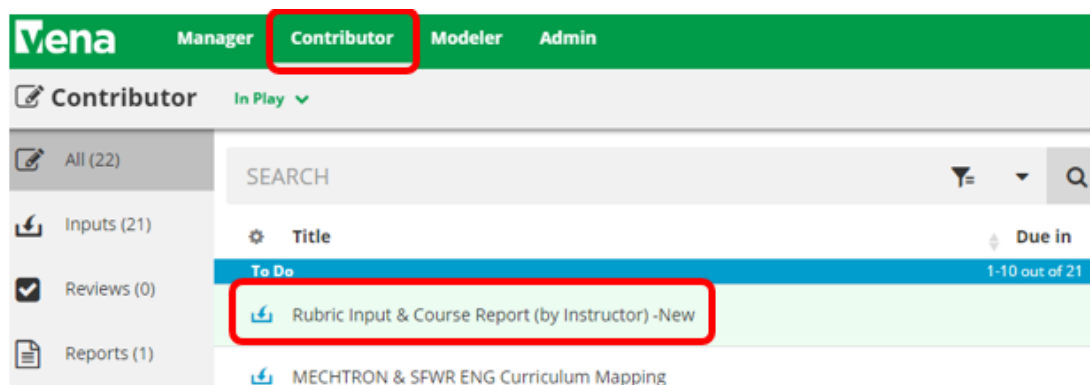 Vena Manager Contributor Modeler Admin
Contributor In Play
All (22)
SEARCH
Inputs (21)
Title Due in
To Do 1-10 out of 21
Reviews (0)
Rubric Input & Course Report (by Instructor) -New
Reports (1)
MECHTRON & SFWR ENG Curriculum Mapping